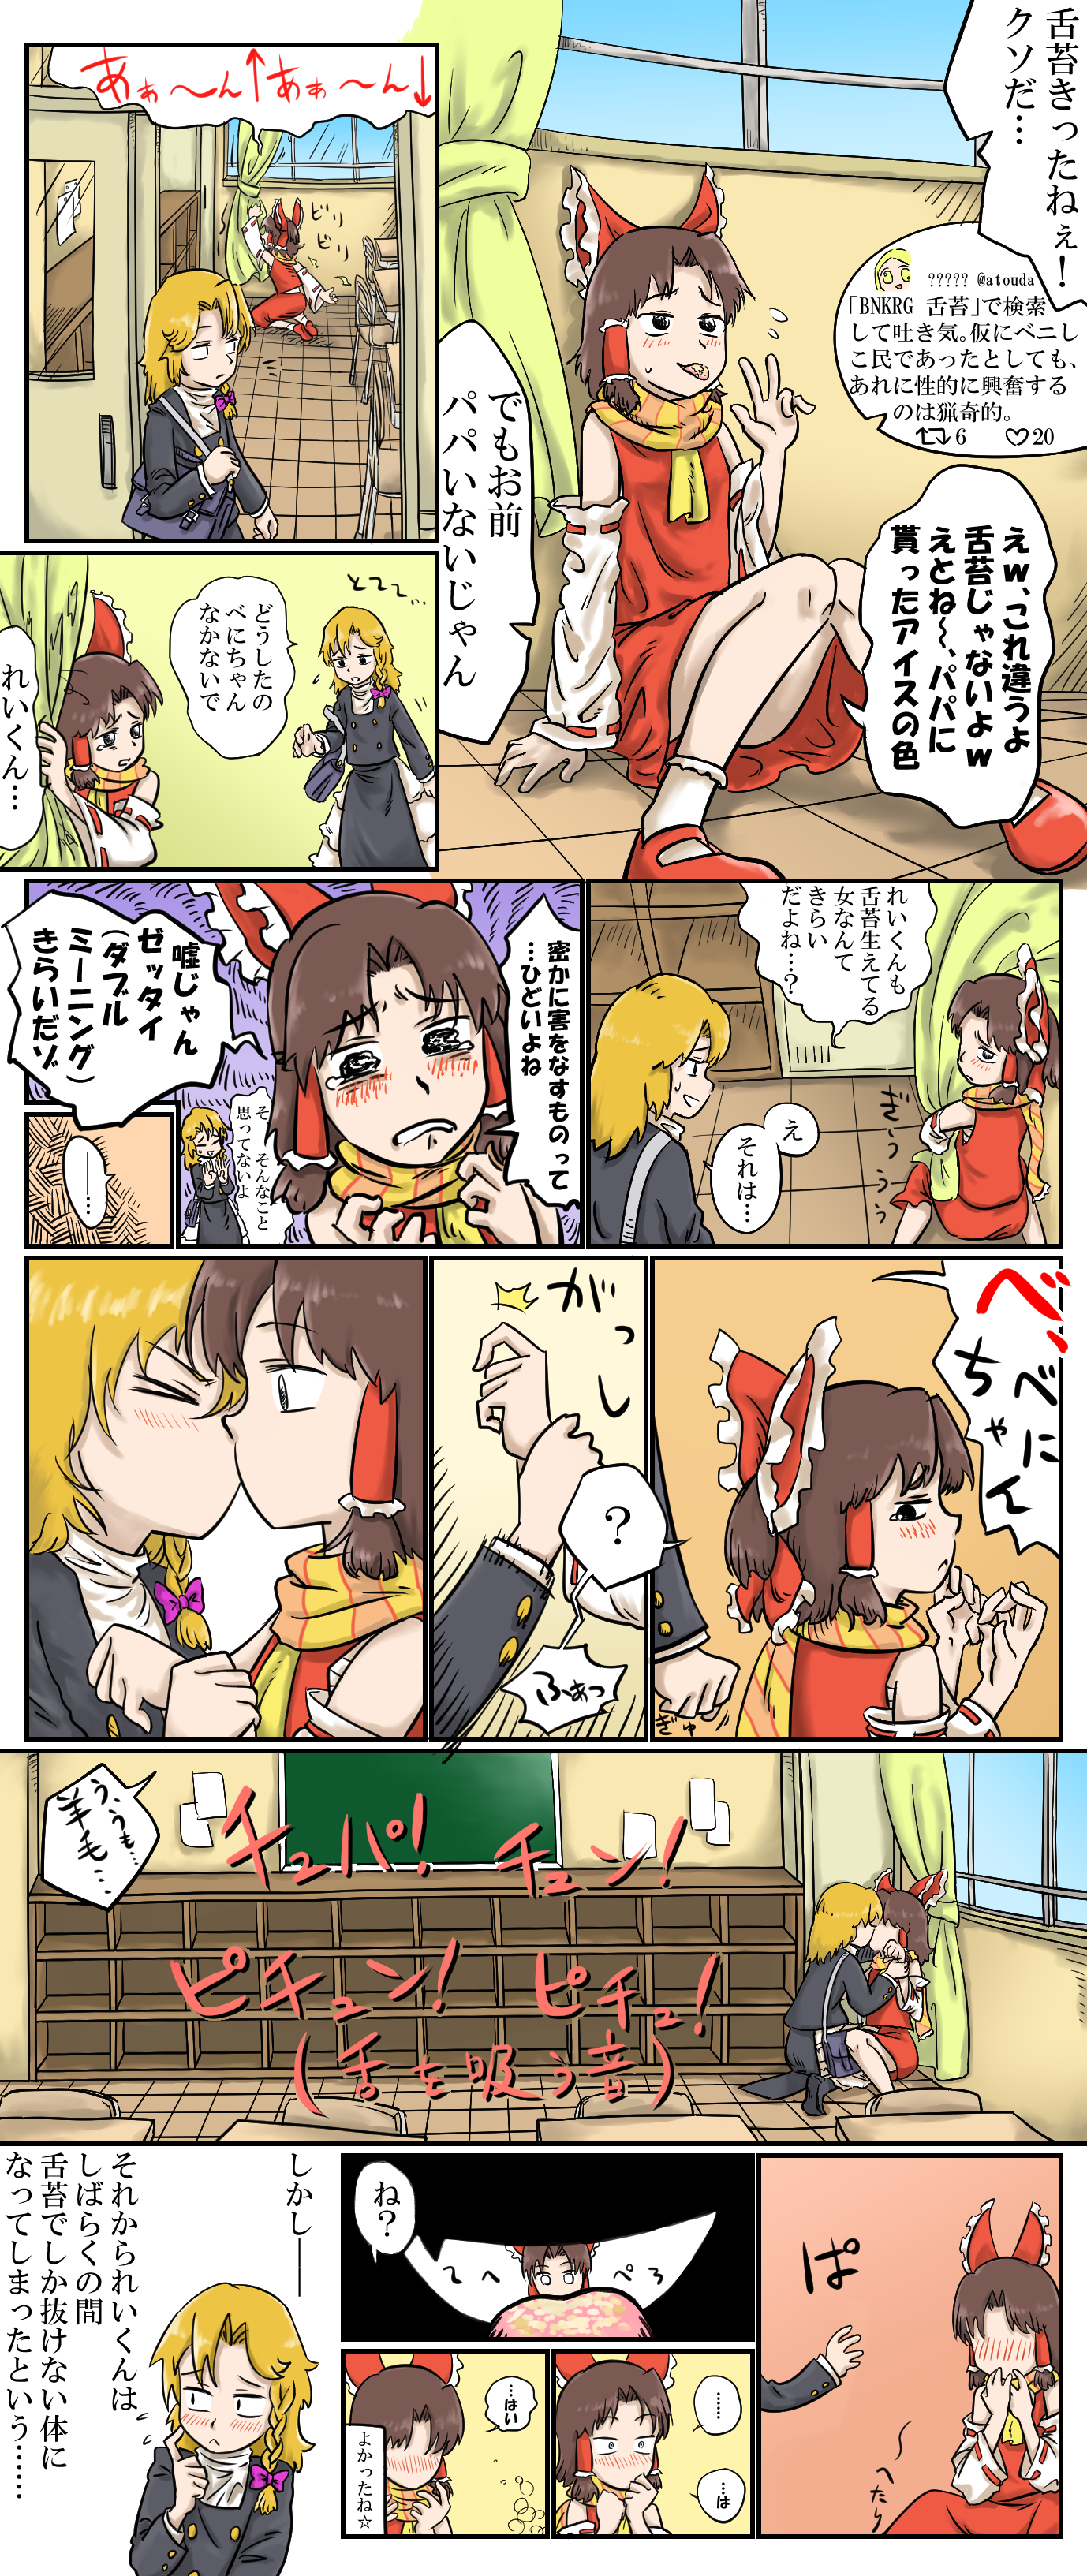 舌苔きったねぇ！
クソだ…
????? @atouda
「BNKRG 舌苔」で検索
して吐き気。仮にベニし
こ民であったとしても、
あれに性的に興奮する
のは猟奇的。
6 20
えｗ、これ違うよ
舌苔じゃないよｗ
えとね～、パパに
貰ったアイスの色
でもお前
パパいないじゃん
あぁ～ん↑あぁ～ん↓
ビリ
ビリ
トテテ…
どうしたの
べにちゃん
なかないで
れいくん…
れいくんも
舌苔生えてる
女なんて
きらい
だよね…？
ぎゅううう
え
それは…
密かに害をなすものって
…ひどいよね
嘘じゃん
ゼッタイ
（ダブル
ミーニング）
きらいだゾ
そ、そんなこと
思ってないよ
――…
べ、
べにちゃん
ぎゅ
がっし
？
ふぁっ
う、うも…
羊毛…
チュパ！ チュン！
ピチュン！ ピチュ！
（舌を吸う音）
ぱ
へたり
ね？
てへ
ぺろ
……
…は
…はい
よかったね☆
しかし――
それかられいくんは
しばらくの間
舌苔でしか抜けない体に
なってしまったという……